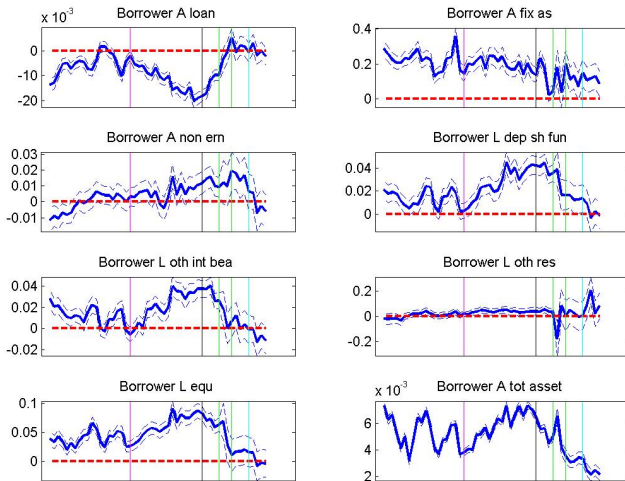 Borrower A loan
x 10⁻³
0
-10
-20
Borrower A fix as
0.4
0.2
0
Borrower A non ern
0.03
0.02
0.01
0
-0.01
Borrower L dep sh fun
0.04
0.02
0
Borrower L oth int bea
0.04
0.02
0
-0.02
Borrower L oth res
0.2
0
-0.2
Borrower L equ
0.1
0.05
0
Borrower A tot asset
x 10⁻³
6
4
2